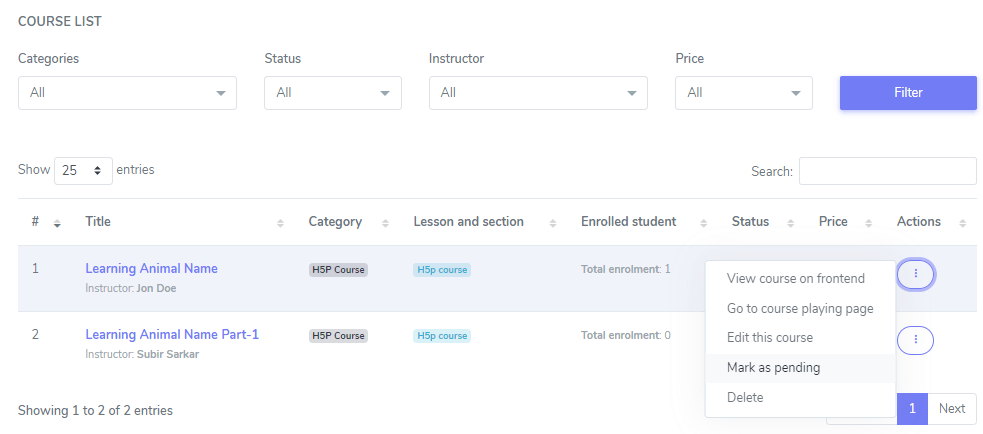 COURSE LIST
Categories Status Instructor Price
All All All All Filter
Show 25 entries Search:
# Title Category Lesson and section Enrolled student Status Price Actions
1 Learning Animal Name H5P Course H5p course Total enrolment: 1
Instructor: Jon Doe
View course on frontend
Go to course playing page
Edit this course
Mark as pending
Delete
2 Learning Animal Name Part-1 H5P Course H5p course Total enrolment: 0
Instructor: Subir Sarkar
Showing 1 to 2 of 2 entries 1 Next